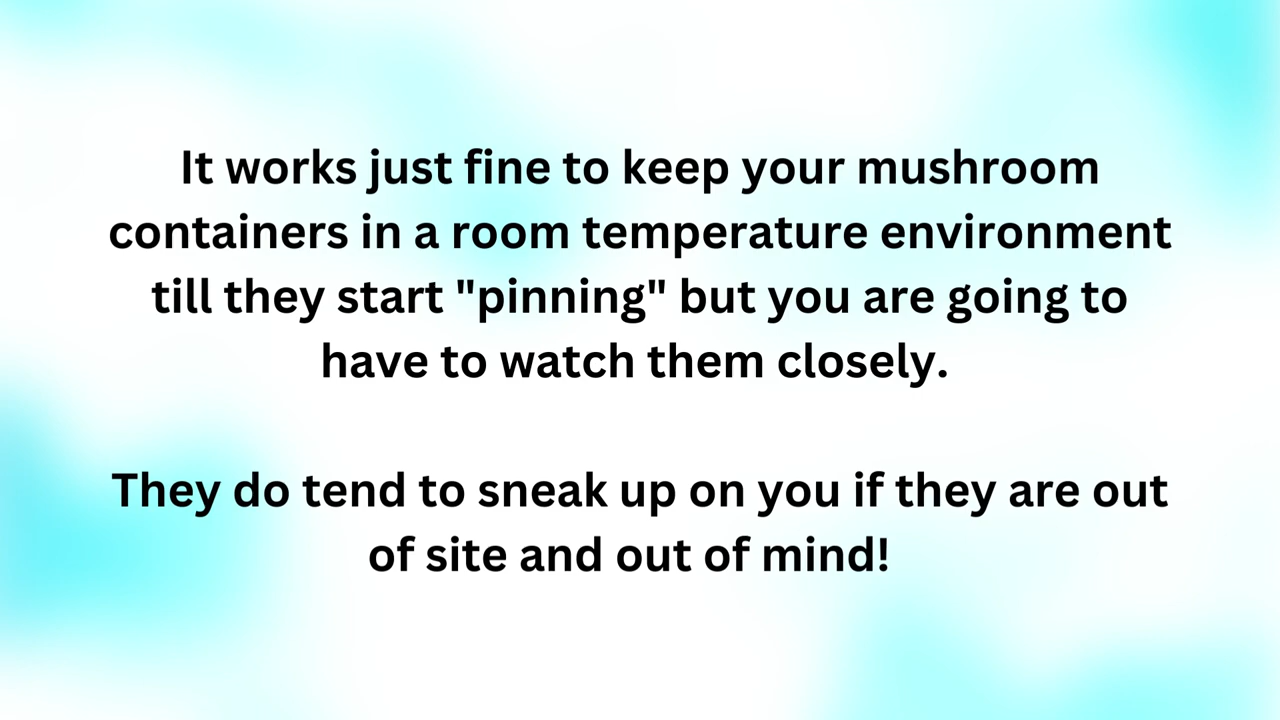 It works just fine to keep your mushroom
containers in a room temperature environment
till they start "pinning" but you are going to
have to watch them closely.
They do tend to sneak up on you if they are out
of site and out of mind!